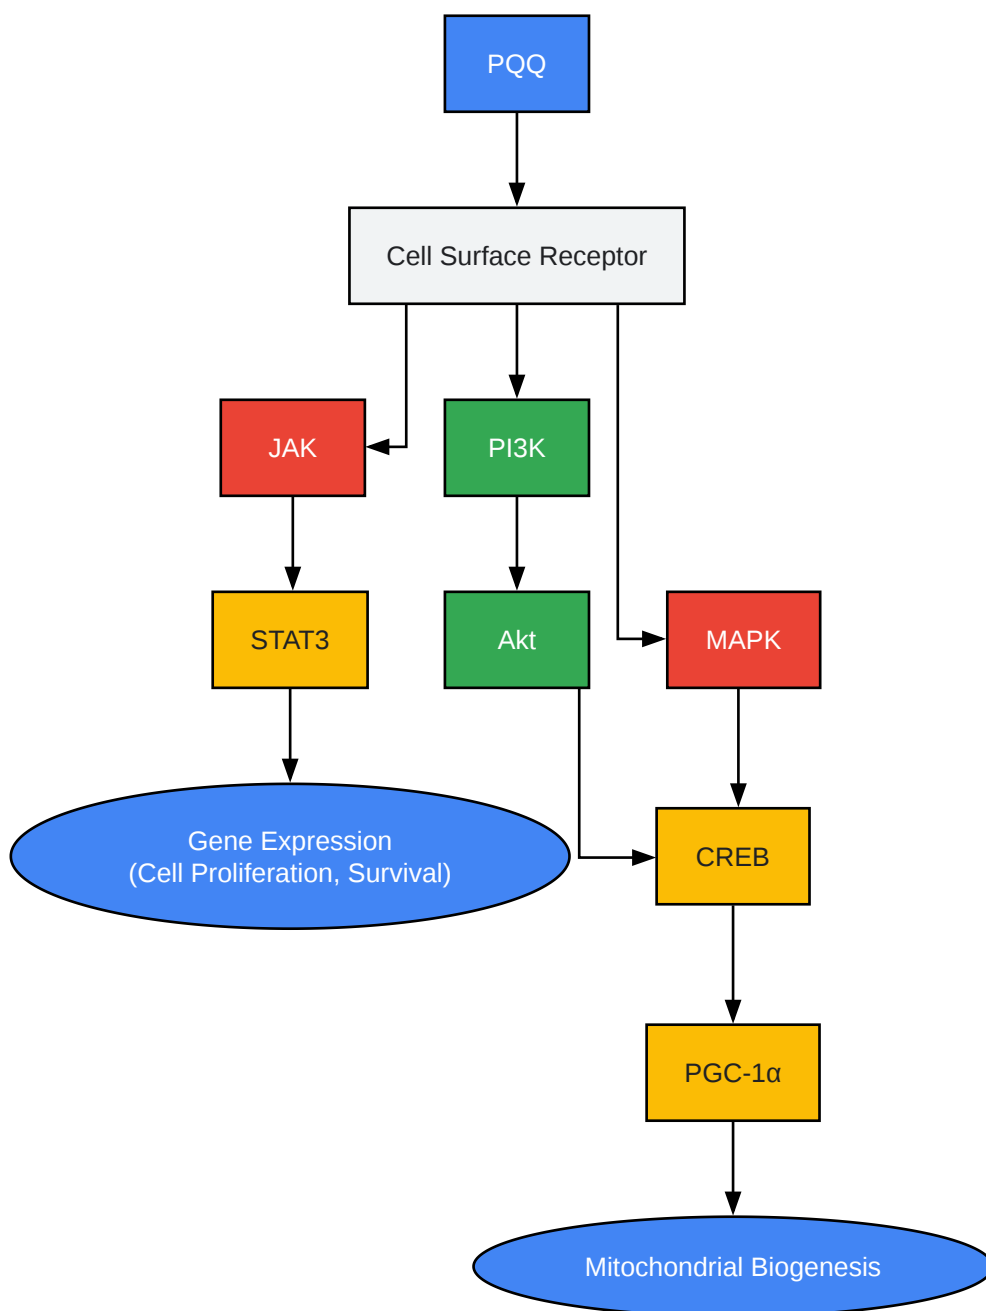 PQQ
Cell Surface Receptor
JAK
PI3K
STAT3
Akt
MAPK
Gene Expression
(Cell Proliferation, Survival)
CREB
PGC-1α
Mitochondrial Biogenesis